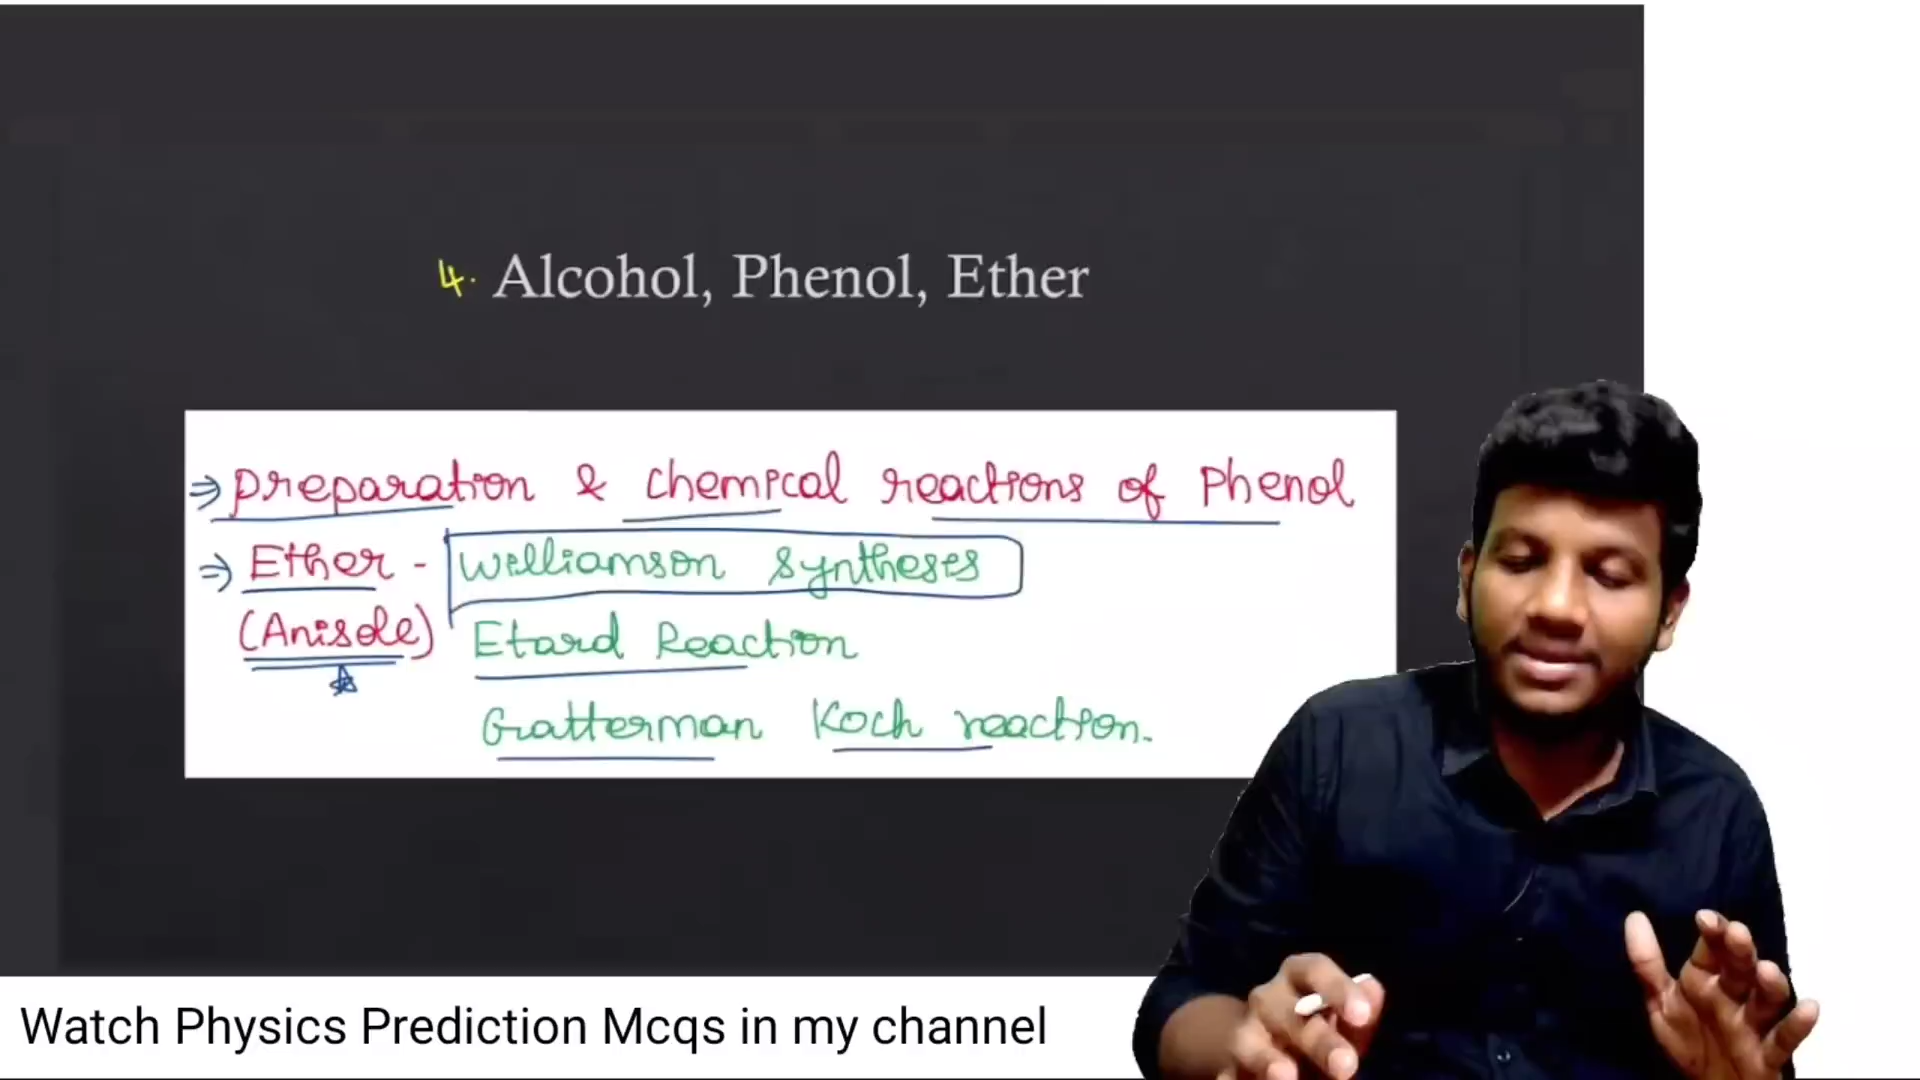 4. Alcohol, Phenol, Ether
⇒ preparation & chemical reactions of Phenol
⇒ Ether - Williamson syntheses
(Anisole) Etard Reaction
Gratterman Koch reaction.
Watch Physics Prediction Mcqs in my channel